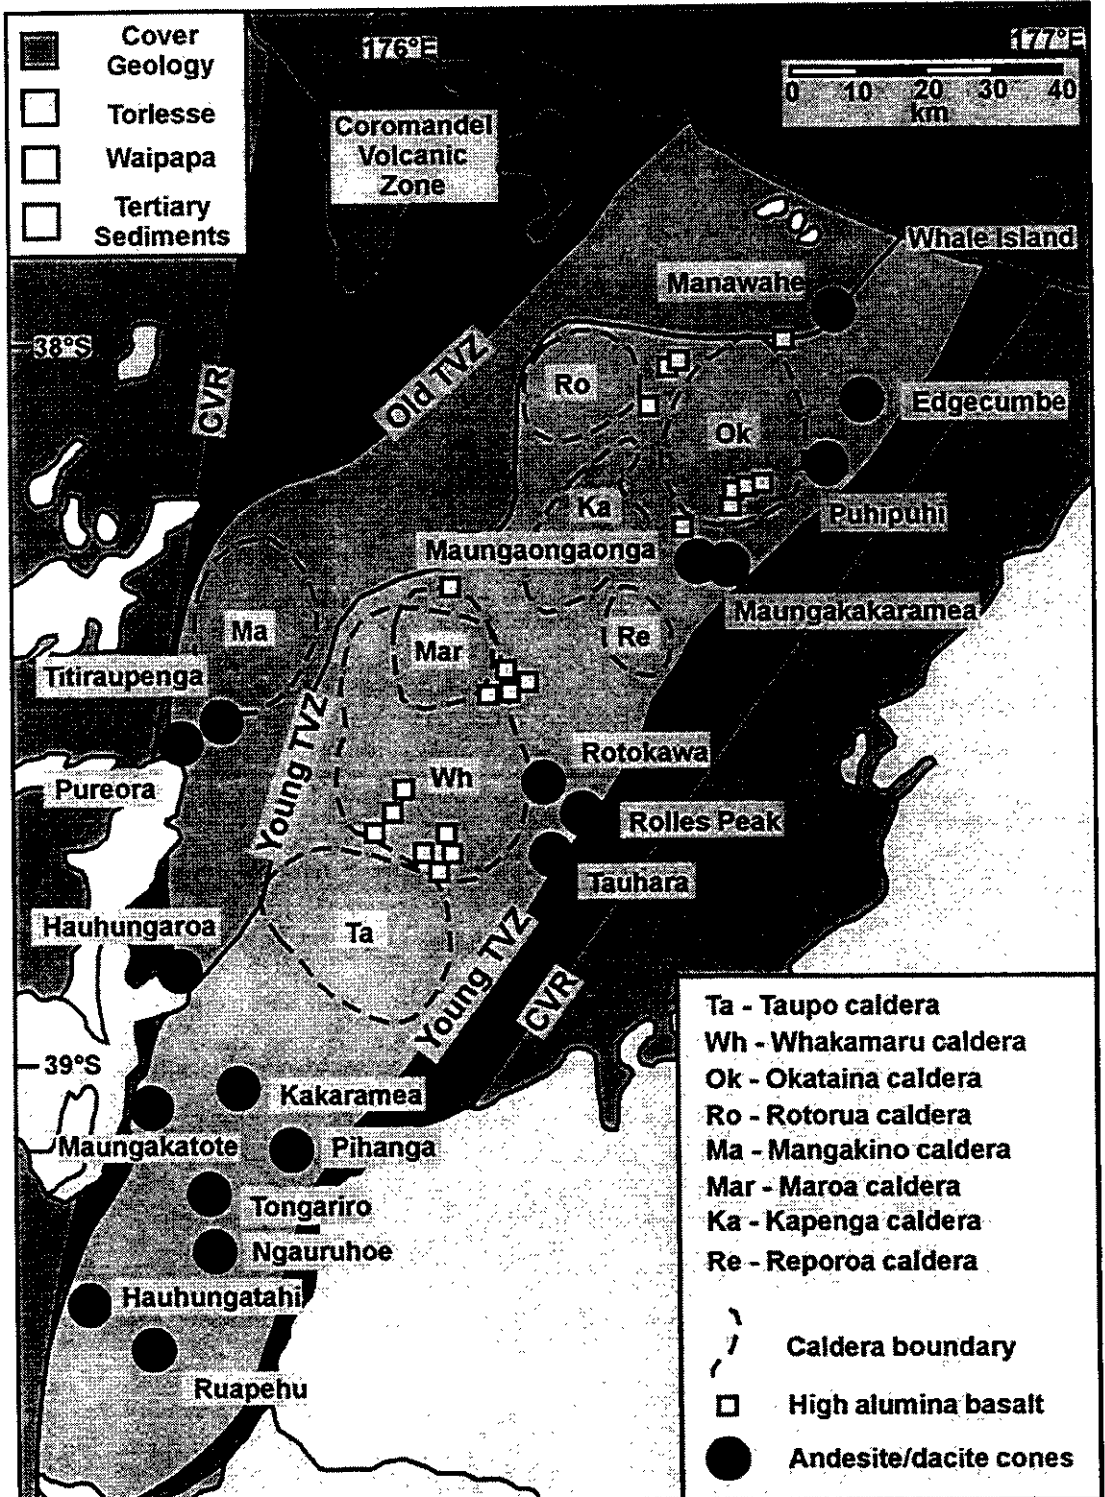 Cover
Geology
Torlesse
Waipapa
Tertiary
Sediments
176°E
177°E
0 10 20 30 40
km
Coromandel
Volcanic
Zone
Whale Island
Manawahe
38°S
CVR
Old TVZ
Ro
Ok
Edgecumbe
Ka
Puhipuhi
Maungaongaonga
Maungakakaramea
Ma
Mar
Re
Titiraupenga
Young TVZ
Rotokawa
Pureora
Wh
Rolles Peak
Tauhara
Hauhungaroa
Ta
Young TVZ
CVR
39°S
Kakaramea
Maungakatote
Pihanga
Tongariro
Ngauruhoe
Hauhungatahi
Ruapehu
Ta - Taupo caldera
Wh - Whakamaru caldera
Ok - Okataina caldera
Ro - Rotorua caldera
Ma - Mangakino caldera
Mar - Maroa caldera
Ka - Kapenga caldera
Re - Reporoa caldera
Caldera boundary
High alumina basalt
Andesite/dacite cones